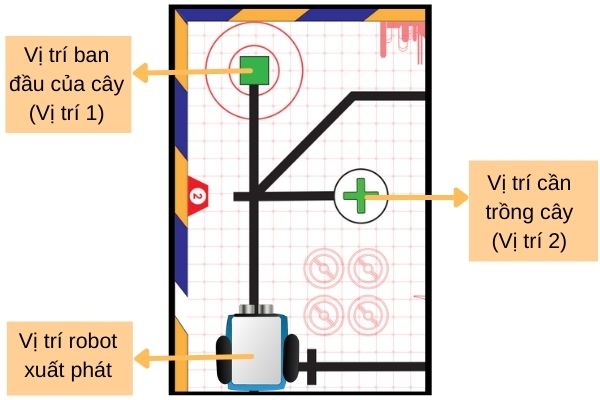 Vị trí ban
đầu của cây
(Vị trí 1)
2
Vị trí cần
trồng cây
(Vị trí 2)
Vị trí robot
xuất phát